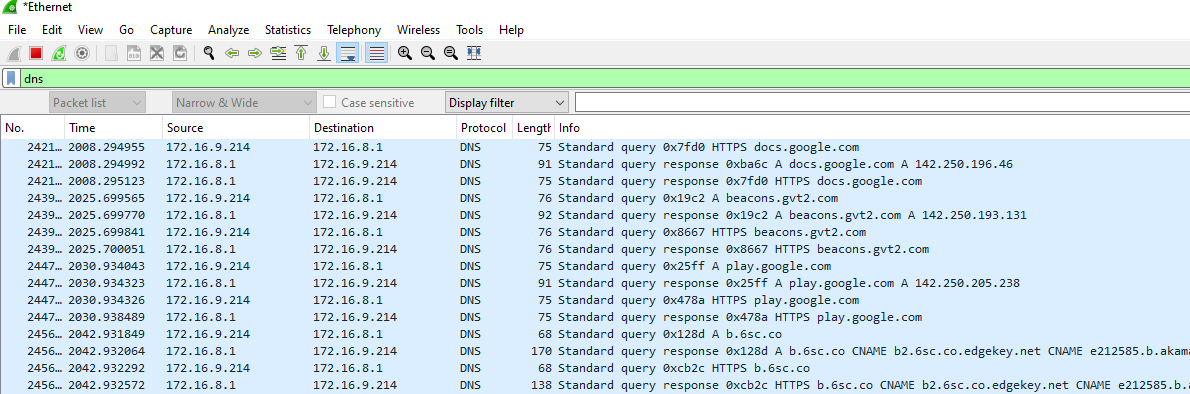 *Ethernet
File Edit View Go Capture Analyze Statistics Telephony Wireless Tools Help
dns
Packet list Narrow & Wide Case sensitive Display filter
No. Time Source Destination Protocol Length Info
2421… 2008.294955 172.16.9.214 172.16.8.1 DNS 75 Standard query 0x7fd0 HTTPS docs.google.com
2421… 2008.294992 172.16.8.1 172.16.9.214 DNS 91 Standard query response 0xba6c A docs.google.com A 142.250.196.46
2421… 2008.295123 172.16.8.1 172.16.9.214 DNS 75 Standard query response 0x7fd0 HTTPS docs.google.com
2439… 2025.699565 172.16.9.214 172.16.8.1 DNS 76 Standard query 0x19c2 A beacons.gvt2.com
2439… 2025.699770 172.16.8.1 172.16.9.214 DNS 92 Standard query response 0x19c2 A beacons.gvt2.com A 142.250.193.131
2439… 2025.699841 172.16.9.214 172.16.8.1 DNS 76 Standard query 0x8667 HTTPS beacons.gvt2.com
2439… 2025.700051 172.16.8.1 172.16.9.214 DNS 76 Standard query response 0x8667 HTTPS beacons.gvt2.com
2447… 2030.934043 172.16.9.214 172.16.8.1 DNS 75 Standard query 0x25ff A play.google.com
2447… 2030.934323 172.16.8.1 172.16.9.214 DNS 91 Standard query response 0x25ff A play.google.com A 142.250.205.238
2447… 2030.934326 172.16.9.214 172.16.8.1 DNS 75 Standard query 0x478a HTTPS play.google.com
2447… 2030.938489 172.16.8.1 172.16.9.214 DNS 75 Standard query response 0x478a HTTPS play.google.com
2456… 2042.931849 172.16.9.214 172.16.8.1 DNS 68 Standard query 0x128d A b.6sc.co
2456… 2042.932064 172.16.8.1 172.16.9.214 DNS 170 Standard query response 0x128d A b.6sc.co CNAME b2.6sc.co.edgekey.net CNAME e212585.b.akama
2456… 2042.932292 172.16.9.214 172.16.8.1 DNS 68 Standard query 0xcb2c HTTPS b.6sc.co
2456… 2042.932572 172.16.8.1 172.16.9.214 DNS 138 Standard query response 0xcb2c HTTPS b.6sc.co CNAME b2.6sc.co.edgekey.net CNAME e212585.b.a